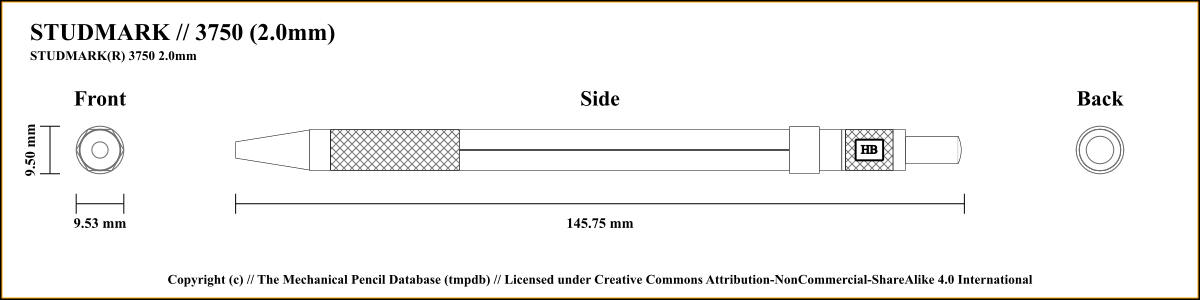 STUDMARK // 3750 (2.0mm)
STUDMARK(R) 3750 2.0mm
Front
Side
Back
9.50 mm
HB
9.53 mm
145.75 mm
Copyright (c) // The Mechanical Pencil Database (tmpdb) // Licensed under Creative Commons Attribution-NonCommercial-ShareAlike 4.0 International